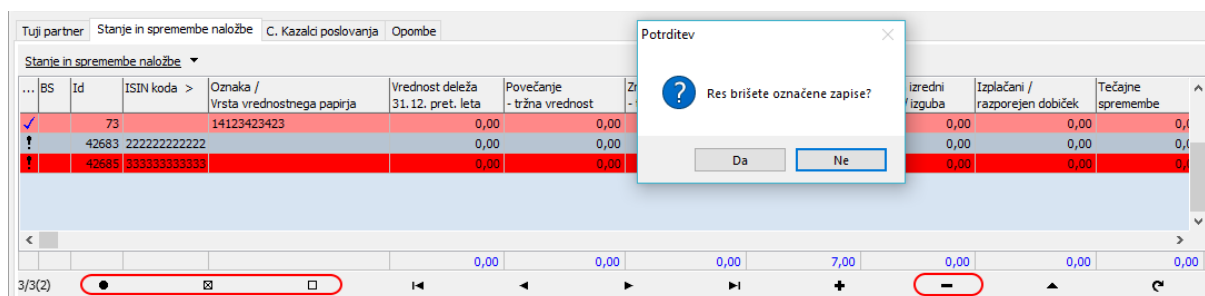 Tuji partner Stanje in spremembe naložbe C. Kazalci poslovanja Opombe
Potrditev
Stanje in spremembe naložbe
Res brišete označene zapise?
Da Ne
... BS Id ISIN koda > Oznaka / Vrednost deleža Povečanje izredni Izplačani / Tečajne
Vrsta vrednostnega papirja 31.12. pret. leta - tržna vrednost / izguba razporejen dobiček spremembe
73 14123423423 0,00 0,00 0,00 0,00
42683 222222222222 0,00 0,00 0,00 0,00
42685 333333333333 0,00 0,00 0,00 0,00
0,00 0,00 0,00 7,00 0,00 0,00 0,00
3/3(2)